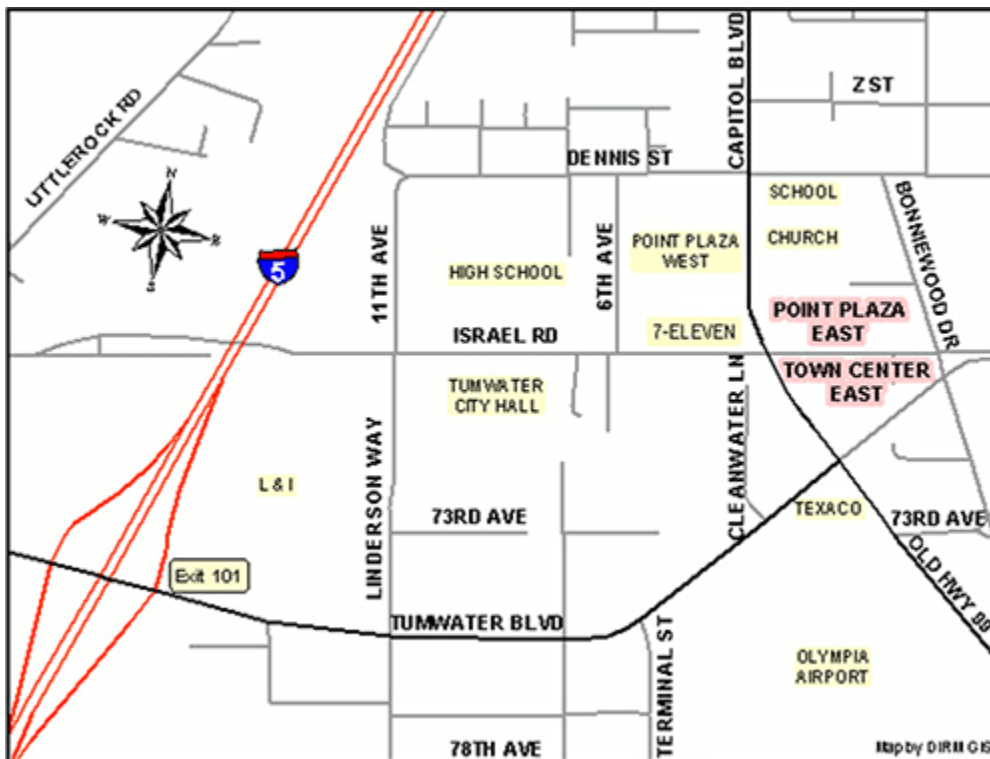 CAPITOL BLVD
Z ST
UTTLEROCK RD
DENNIS ST
N
W
E
S
SCHOOL
BONNIEWOOD DR
CHURCH
POINT PLAZA
WEST
5
HIGH SCHOOL
11TH AVE
6TH AVE
POINT PLAZA
EAST
ISRAEL RD
7-ELEVEN
TOWN CENTER
EAST
TUMWATER
CITY HALL
CLEANWATER LN
LINDERSON WAY
L & I
73RD AVE
TEXACO
73RD AVE
OLD HWY 99
Exit 101
TUMWATER BLVD
TERMINAL ST
OLYMPIA
AIRPORT
78TH AVE
Map by DIRM GIS